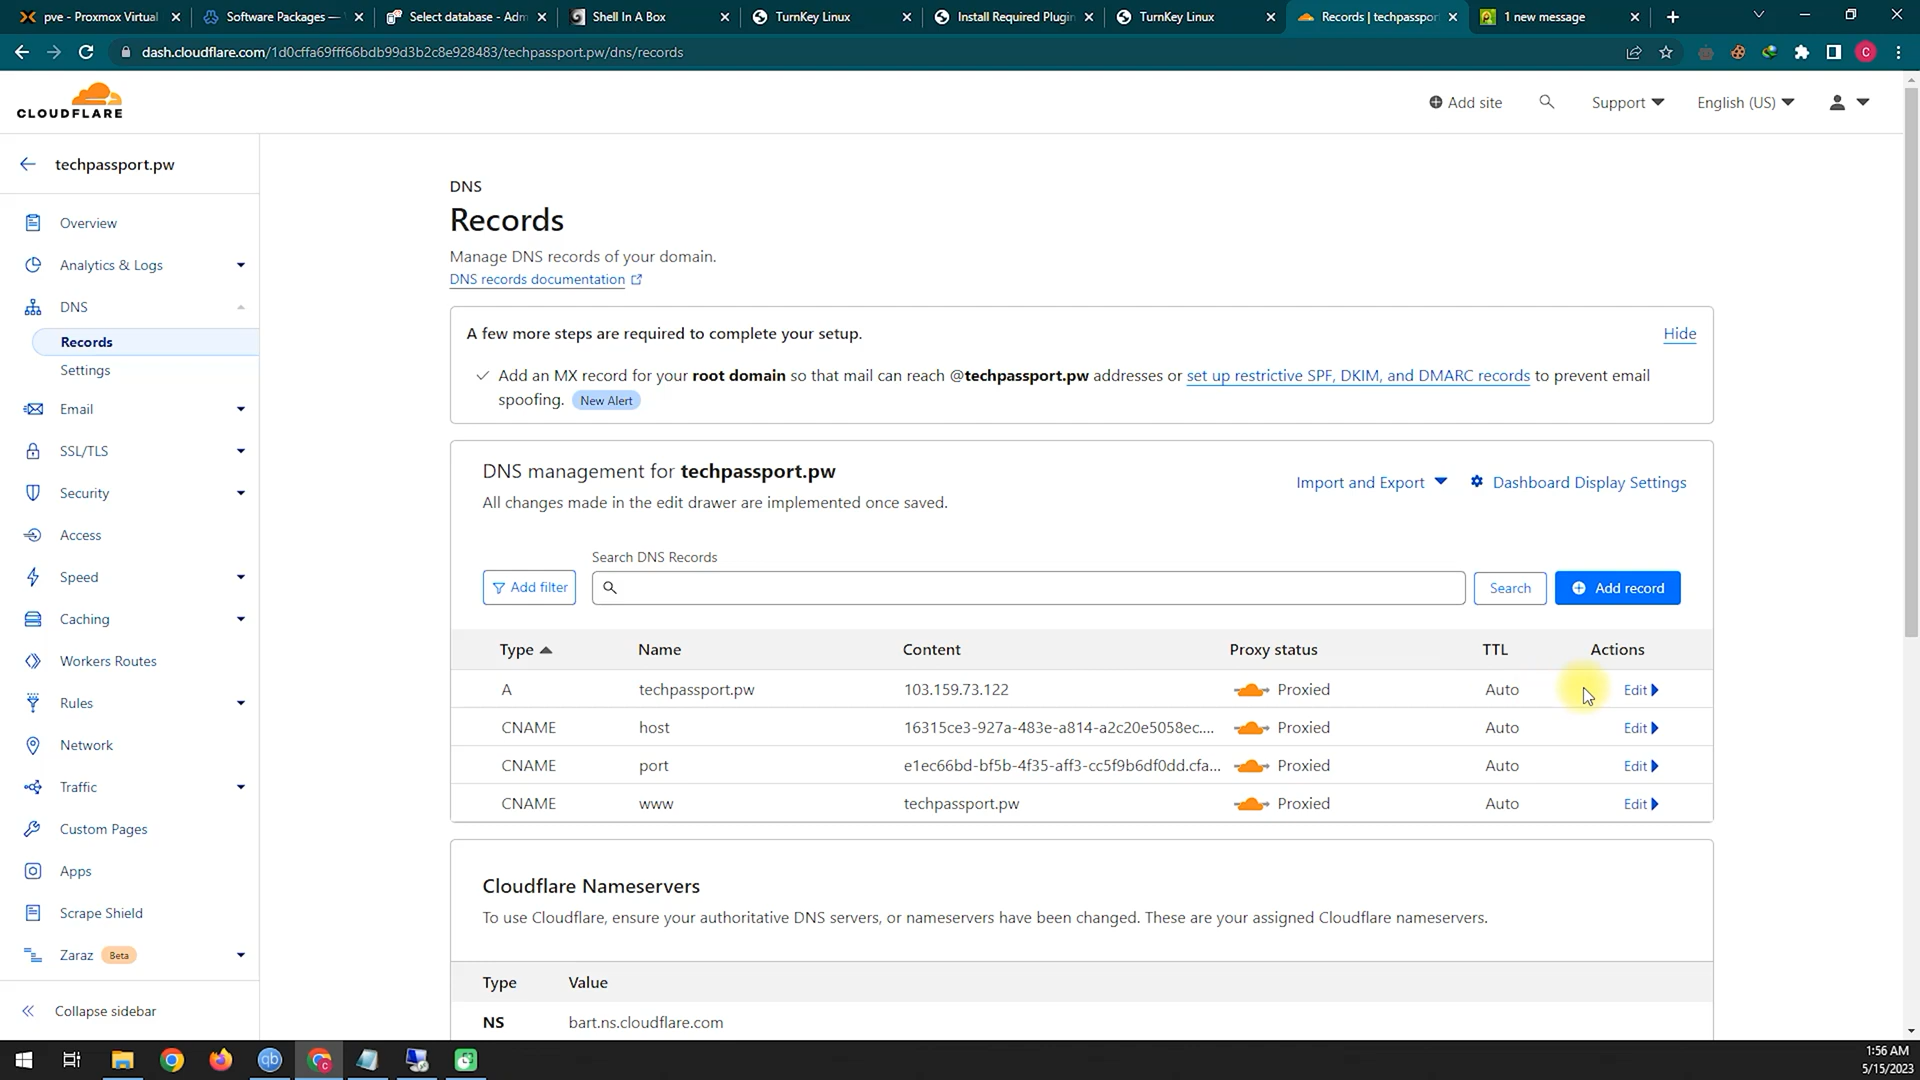 pve - Proxmox Virtual
Software Packages —
Select database - Adm
Shell In A Box
TurnKey Linux
Install Required Plugin
TurnKey Linux
Records | techpassport
1 new message
dash.cloudflare.com/1d0cffa69fff66bdb99d3b2c8e928483/techpassport.pw/dns/records
C
CLOUDFLARE
Add site
Support
English (US)
techpassport.pw
Overview
Analytics & Logs
DNS
Records
Settings
Email
SSL/TLS
Security
Access
Speed
Caching
Workers Routes
Rules
Network
Traffic
Custom Pages
Apps
Scrape Shield
Zaraz Beta
Collapse sidebar
DNS
Records
Manage DNS records of your domain.
DNS records documentation
A few more steps are required to complete your setup.
Hide
Add an MX record for your root domain so that mail can reach @techpassport.pw addresses or set up restrictive SPF, DKIM, and DMARC records to prevent email
spoofing. New Alert
DNS management for techpassport.pw
All changes made in the edit drawer are implemented once saved.
Import and Export
Dashboard Display Settings
Search DNS Records
Add filter
Search
Add record
Type Name Content Proxy status TTL Actions
A techpassport.pw 103.159.73.122 Proxied Auto Edit
CNAME host 16315ce3-927a-483e-a814-a2c20e5058ec.... Proxied Auto Edit
CNAME port e1ec66bd-bf5b-4f35-aff3-cc5f9b6df0dd.cfa... Proxied Auto Edit
CNAME www techpassport.pw Proxied Auto Edit
Cloudflare Nameservers
To use Cloudflare, ensure your authoritative DNS servers, or nameservers have been changed. These are your assigned Cloudflare nameservers.
Type Value
NS bart.ns.cloudflare.com
qb
1:56 AM
5/15/2023